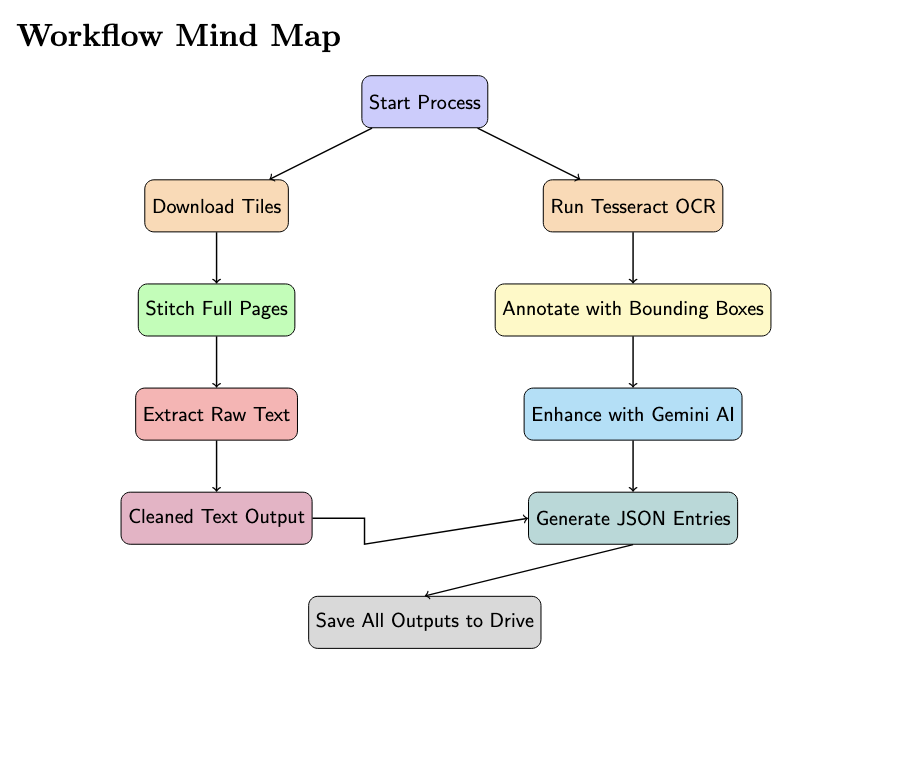 Workflow Mind Map
Start Process
Download Tiles
Run Tesseract OCR
Stitch Full Pages
Annotate with Bounding Boxes
Extract Raw Text
Enhance with Gemini AI
Cleaned Text Output
Generate JSON Entries
Save All Outputs to Drive